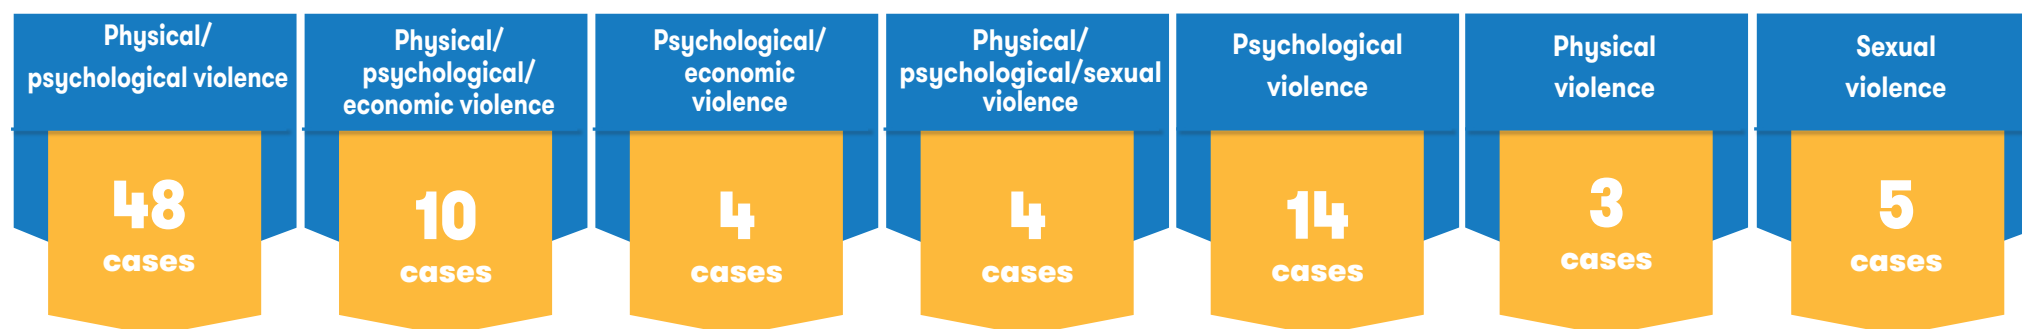 Physical/
psychological violence
48
cases
Physical/
psychological/
economic violence
10
cases
Psychological/
economic
violence
4
cases
Physical/
psychological/sexual
violence
4
cases
Psychological
violence
14
cases
Physical
violence
3
cases
Sexual
violence
5
cases